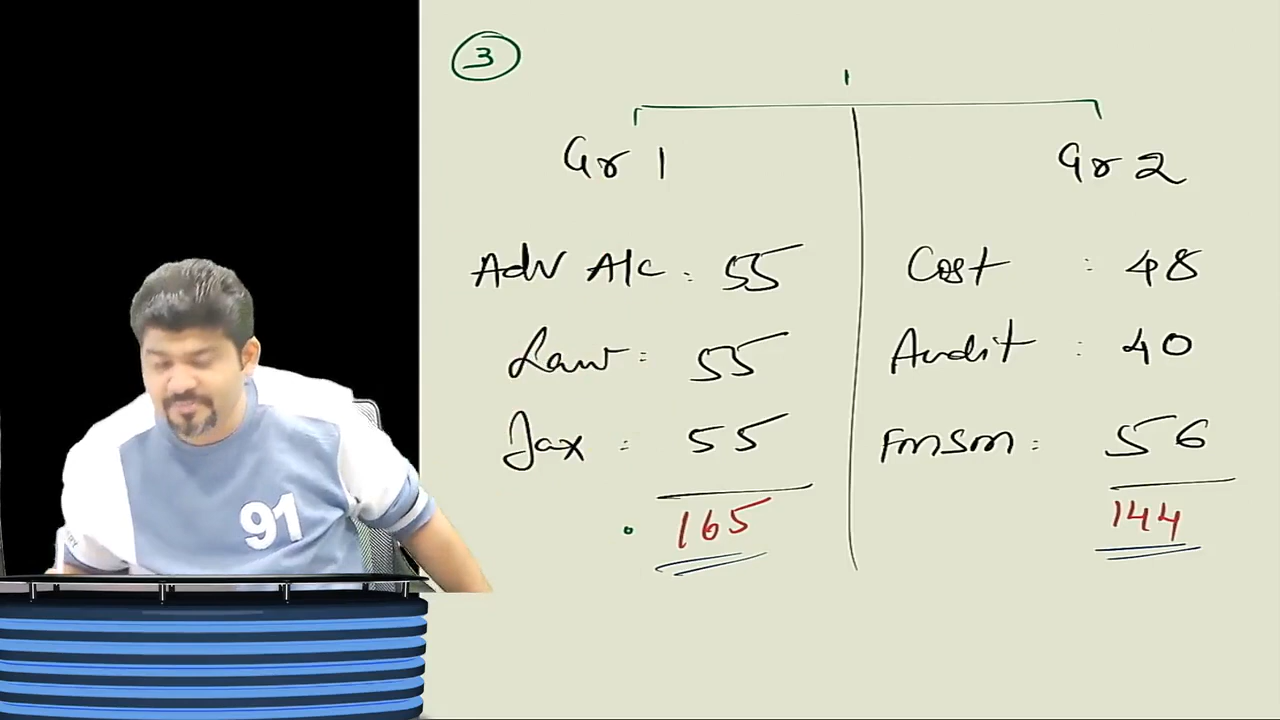 3
Gr 1
Adv A/c : 55
Law : 55
Tax : 55
165
Gr 2
Cost : 48
Audit : 40
FMSM : 56
144
91